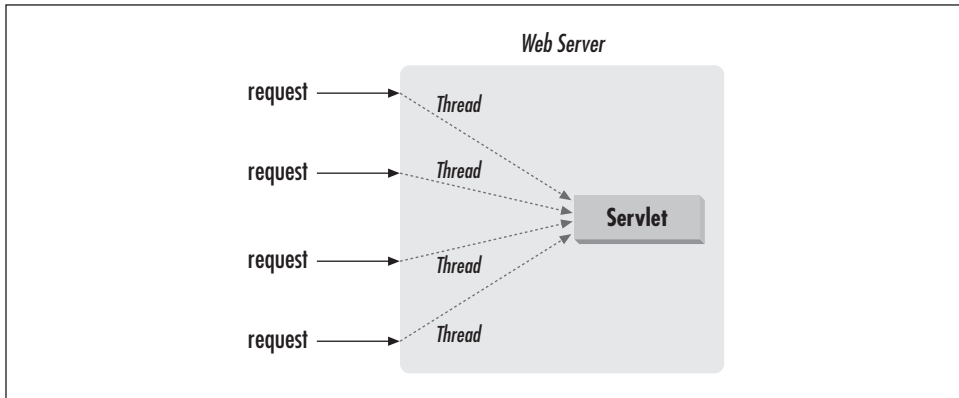 Web Server
request
Thread
request
Thread
Servlet
request
Thread
request
Thread